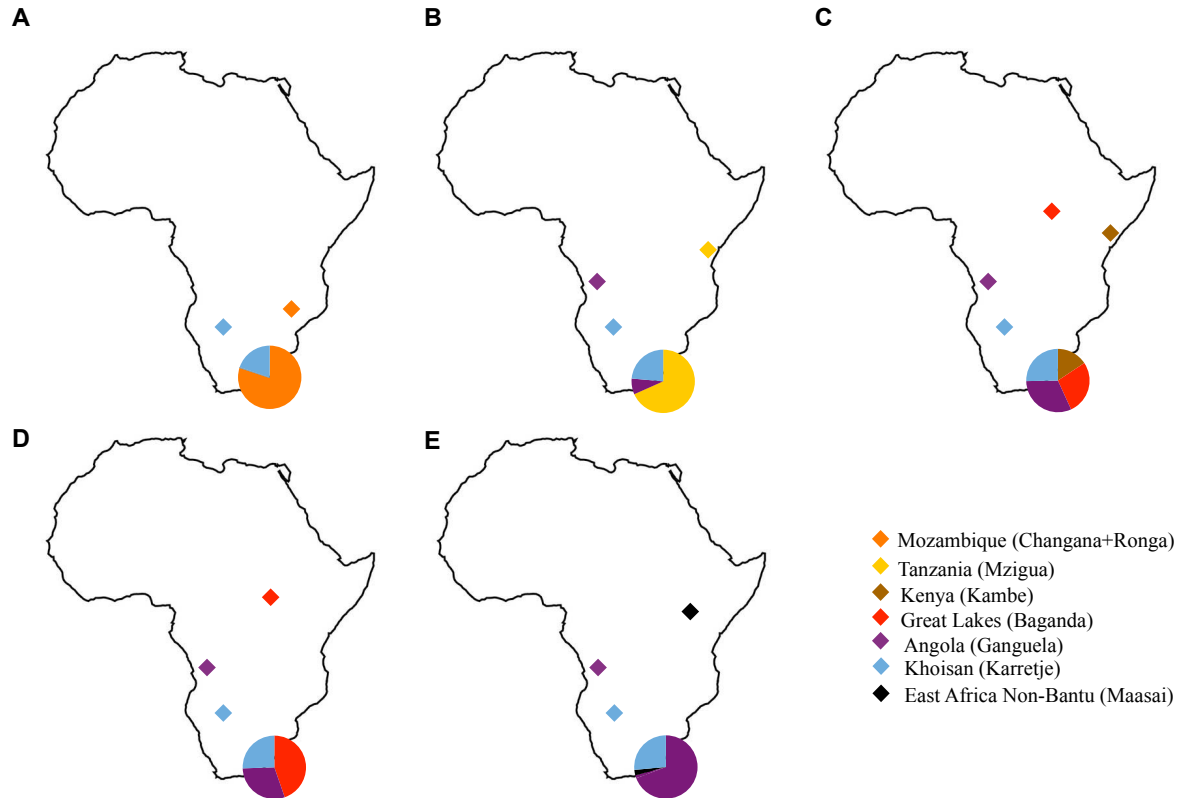 A
B
C
D
E
Mozambique (Changana+Ronga)
Tanzania (Mzigua)
Kenya (Kambe)
Great Lakes (Baganda)
Angola (Ganguela)
Khoisan (Karretje)
East Africa Non-Bantu (Maasai)